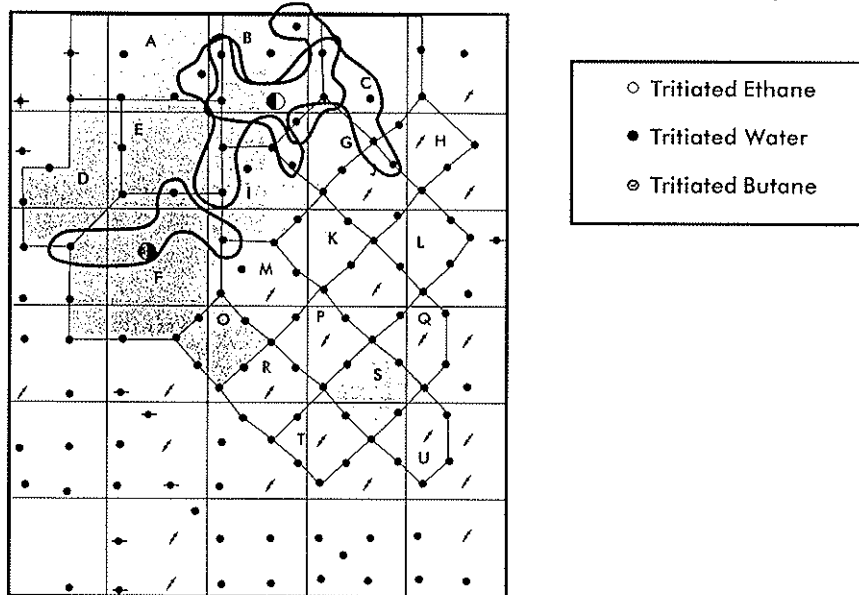 A
B
C
E
G
H
D
J
I
K
L
F
M
O
P
Q
R
S
T
U
○ Tritiated Ethane
● Tritiated Water
⊙ Tritiated Butane